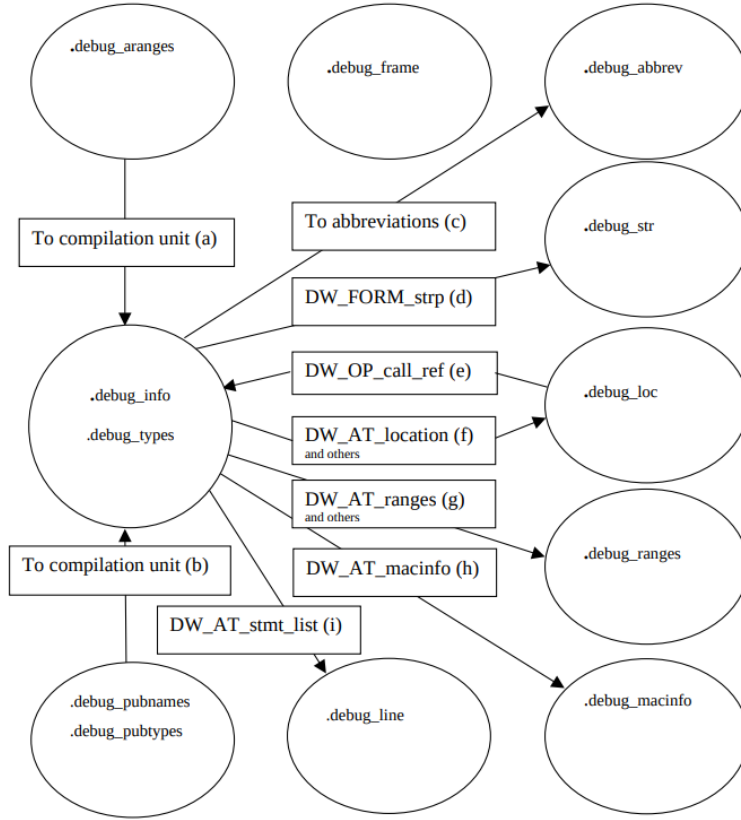 .debug_aranges
.debug_frame
.debug_abbrev
To compilation unit (a)
To abbreviations (c)
.debug_str
DW_FORM_strp (d)
DW_OP_call_ref (e)
.debug_info
.debug_types
.debug_loc
DW_AT_location (f)
and others
DW_AT_ranges (g)
and others
To compilation unit (b)
DW_AT_macinfo (h)
.debug_ranges
DW_AT_stmt_list (i)
.debug_pubnames
.debug_pubtypes
.debug_line
.debug_macinfo